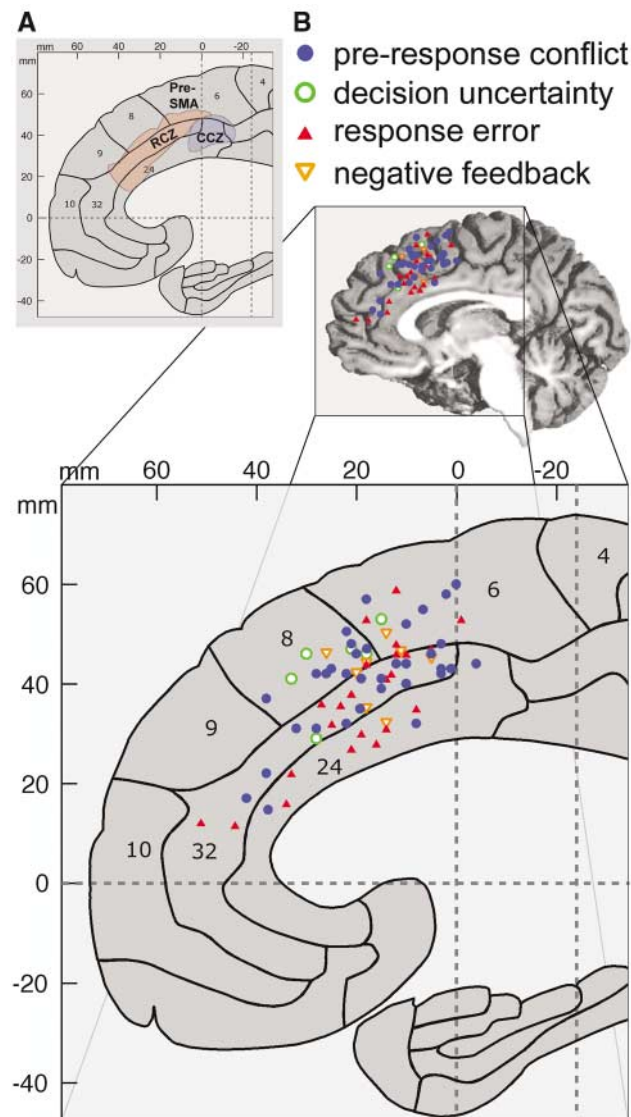 A
mm 60 40 20 0 -20
mm
60
40
20
0
-20
-40
Pre-
SMA
6
4
8
RCZ
CCZ
9
24
10
32
B
pre-response conflict
decision uncertainty
response error
negative feedback
mm 60 40 20 0 -20
mm
60
40
20
0
-20
-40
4
6
8
9
24
10
32